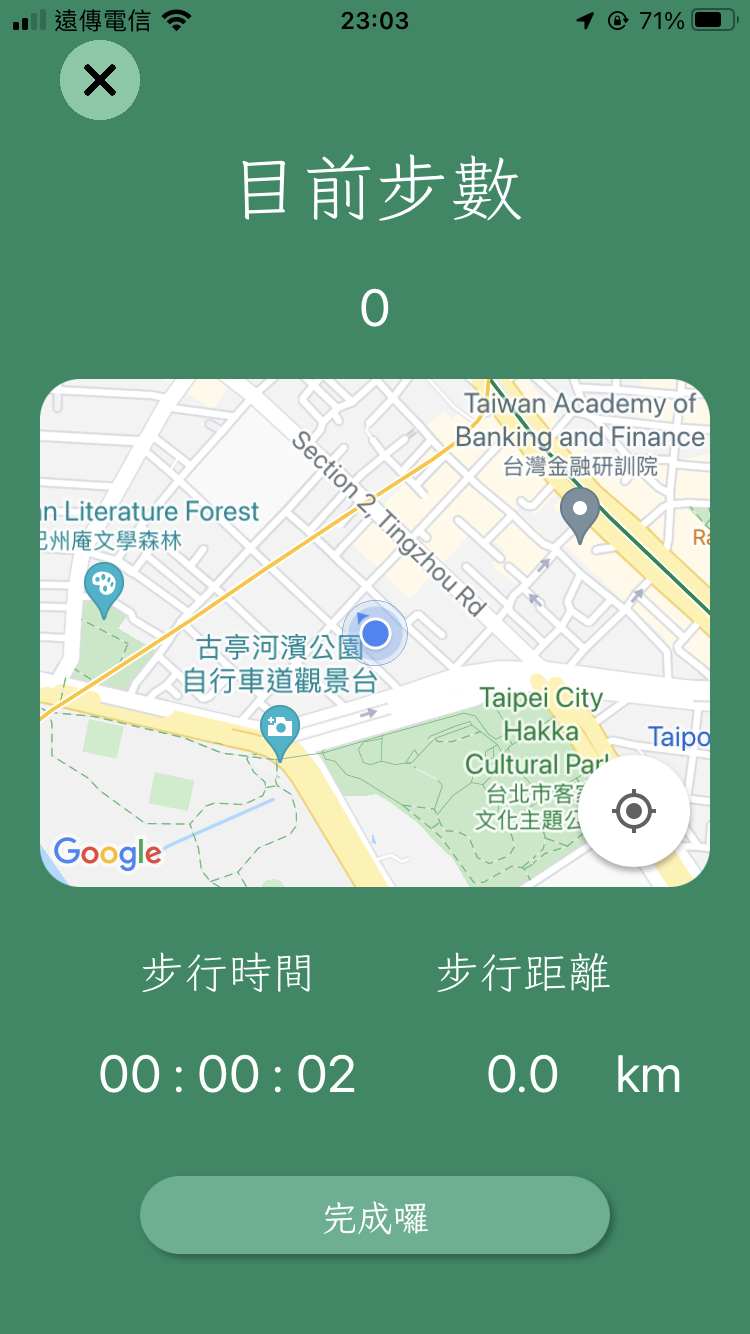 遠傳電信
23:03
71%
目前步數
0
Taiwan Academy of
Banking and Finance
台灣金融研訓院
Section 2, Tingzhou Rd
n Literature Forest
州庵文學森林
Ra
古亭河濱公園
自行車道觀景台
Taipei City
Hakka
Cultural Park
台北市客家
文化主題公
Taipo
Google
步行時間
步行距離
00 : 00 : 02
0.0 km
完成囉